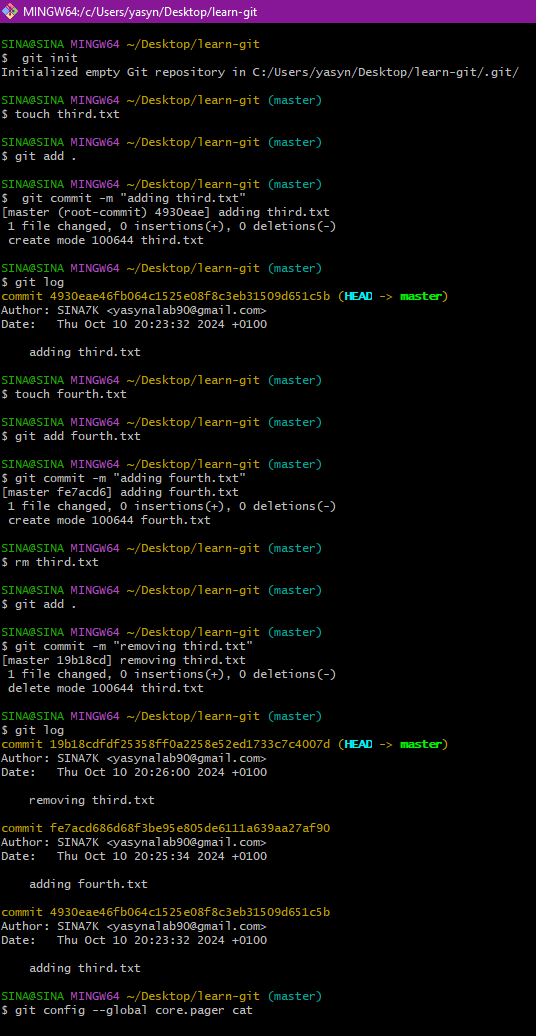 MINGW64:/c/Users/yasyn/Desktop/learn-git
SINA@SINA MINGW64 ~/Desktop/learn-git
$  git init
Initialized empty Git repository in C:/Users/yasyn/Desktop/learn-git/.git/
SINA@SINA MINGW64 ~/Desktop/learn-git (master)
$ touch third.txt
SINA@SINA MINGW64 ~/Desktop/learn-git (master)
$ git add .
SINA@SINA MINGW64 ~/Desktop/learn-git (master)
$  git commit -m "adding third.txt"
[master (root-commit) 4930eae] adding third.txt
 1 file changed, 0 insertions(+), 0 deletions(-)
 create mode 100644 third.txt
SINA@SINA MINGW64 ~/Desktop/learn-git (master)
$ git log
commit 4930eae46fb064c1525e08f8c3eb31509d651c5b (HEAD -> master)
Author: SINA7K <yasynalab90@gmail.com>
Date:   Thu Oct 10 20:23:32 2024 +0100
    adding third.txt
SINA@SINA MINGW64 ~/Desktop/learn-git (master)
$ touch fourth.txt
SINA@SINA MINGW64 ~/Desktop/learn-git (master)
$ git add fourth.txt
SINA@SINA MINGW64 ~/Desktop/learn-git (master)
$ git commit -m "adding fourth.txt"
[master fe7acd6] adding fourth.txt
 1 file changed, 0 insertions(+), 0 deletions(-)
 create mode 100644 fourth.txt
SINA@SINA MINGW64 ~/Desktop/learn-git (master)
$ rm third.txt
SINA@SINA MINGW64 ~/Desktop/learn-git (master)
$ git add .
SINA@SINA MINGW64 ~/Desktop/learn-git (master)
$ git commit -m "removing third.txt"
[master 19b18cd] removing third.txt
 1 file changed, 0 insertions(+), 0 deletions(-)
 delete mode 100644 third.txt
SINA@SINA MINGW64 ~/Desktop/learn-git (master)
$ git log
commit 19b18cdfdf25358ff0a2258e52ed1733c7c4007d (HEAD -> master)
Author: SINA7K <yasynalab90@gmail.com>
Date:   Thu Oct 10 20:26:00 2024 +0100
    removing third.txt
commit fe7acd686d68f3be95e805de6111a639aa27af90
Author: SINA7K <yasynalab90@gmail.com>
Date:   Thu Oct 10 20:25:34 2024 +0100
    adding fourth.txt
commit 4930eae46fb064c1525e08f8c3eb31509d651c5b
Author: SINA7K <yasynalab90@gmail.com>
Date:   Thu Oct 10 20:23:32 2024 +0100
    adding third.txt
SINA@SINA MINGW64 ~/Desktop/learn-git (master)
$ git config --global core.pager cat